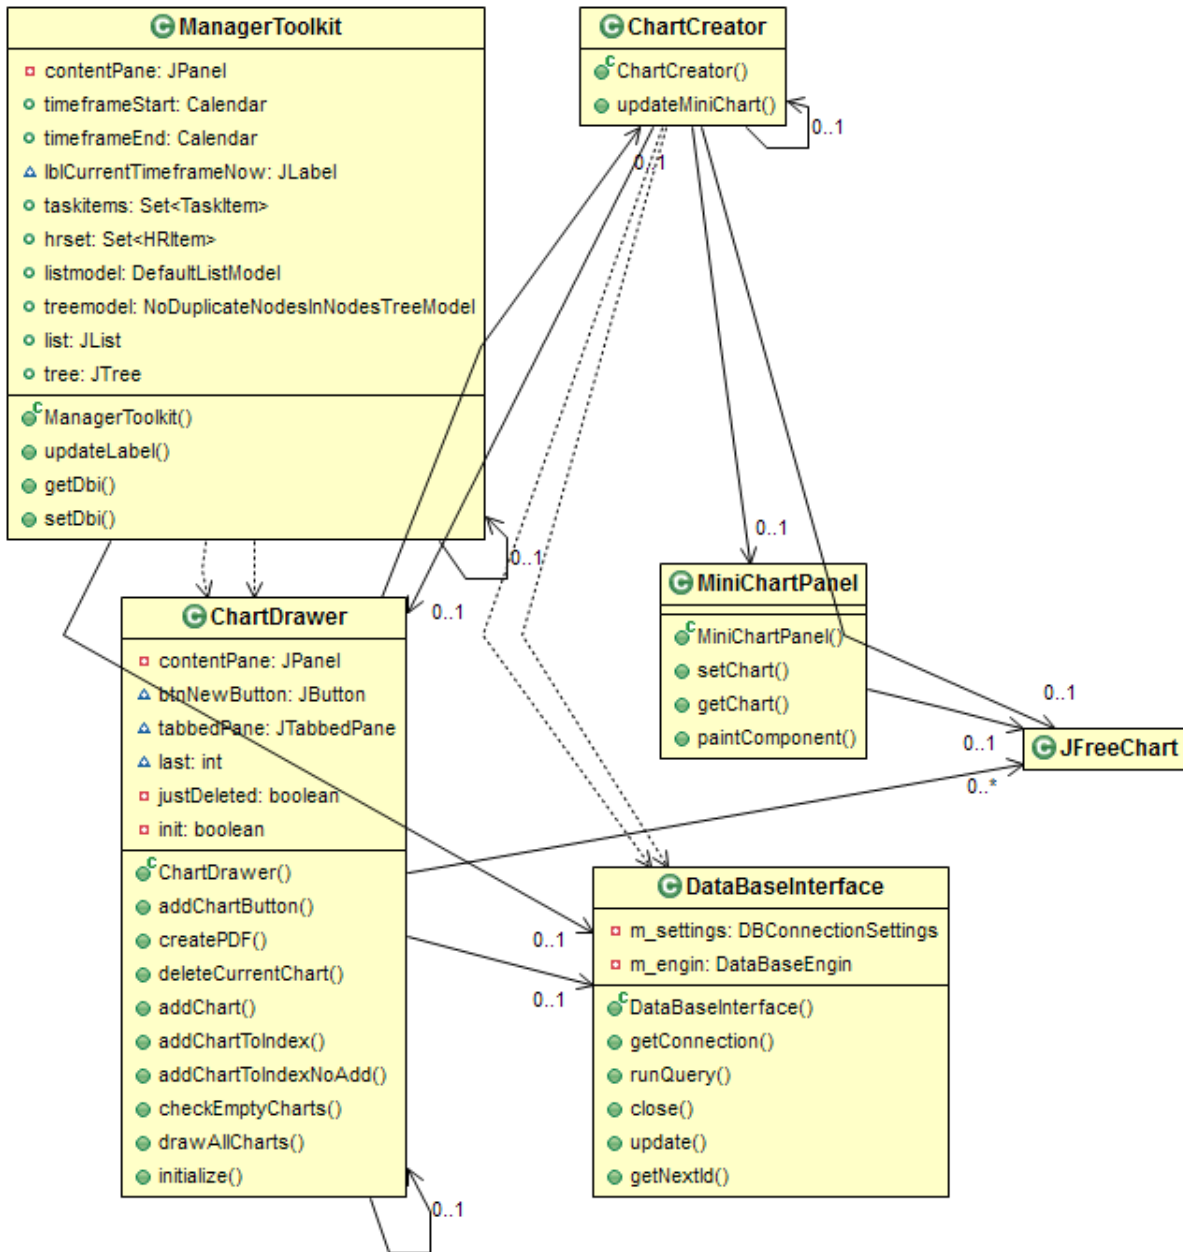 ManagerToolkit
contentPane: JPanel
timeframeStart: Calendar
timeframeEnd: Calendar
lblCurrentTimeframeNow: JLabel
taskitems: Set<TaskItem>
hrset: Set<HRItem>
listmodel: DefaultListModel
treemodel: NoDuplicateNodesInNodesTreeModel
list: JList
tree: JTree
ManagerToolkit()
updateLabel()
getDbi()
setDbi()
0..1
ChartCreator
ChartCreator()
updateMiniChart()
0..1
0..1
0..1
0..1
0..1
MiniChartPanel
MiniChartPanel()
setChart()
getChart()
paintComponent()
0..1
JFreeChart
0..*
ChartDrawer
contentPane: JPanel
btnNewButton: JButton
tabbedPane: JTabbedPane
last: int
justDeleted: boolean
init: boolean
ChartDrawer()
addChartButton()
createPDF()
deleteCurrentChart()
addChart()
addChartToIndex()
addChartToIndexNoAdd()
checkEmptyCharts()
drawAllCharts()
initialize()
0..1
0..1
0..1
DataBaseInterface
m_settings: DBConnectionSettings
m_engin: DataBaseEngin
DataBaseInterface()
getConnection()
runQuery()
close()
update()
getNextId()